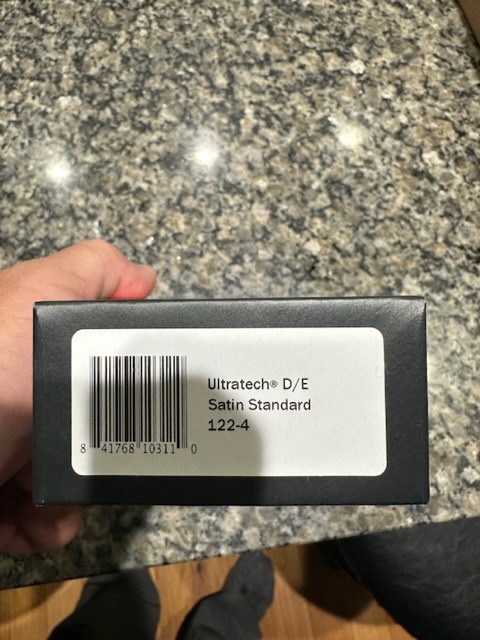 Ultratech® D/E
Satin Standard
122-4
8 41768 10311 0